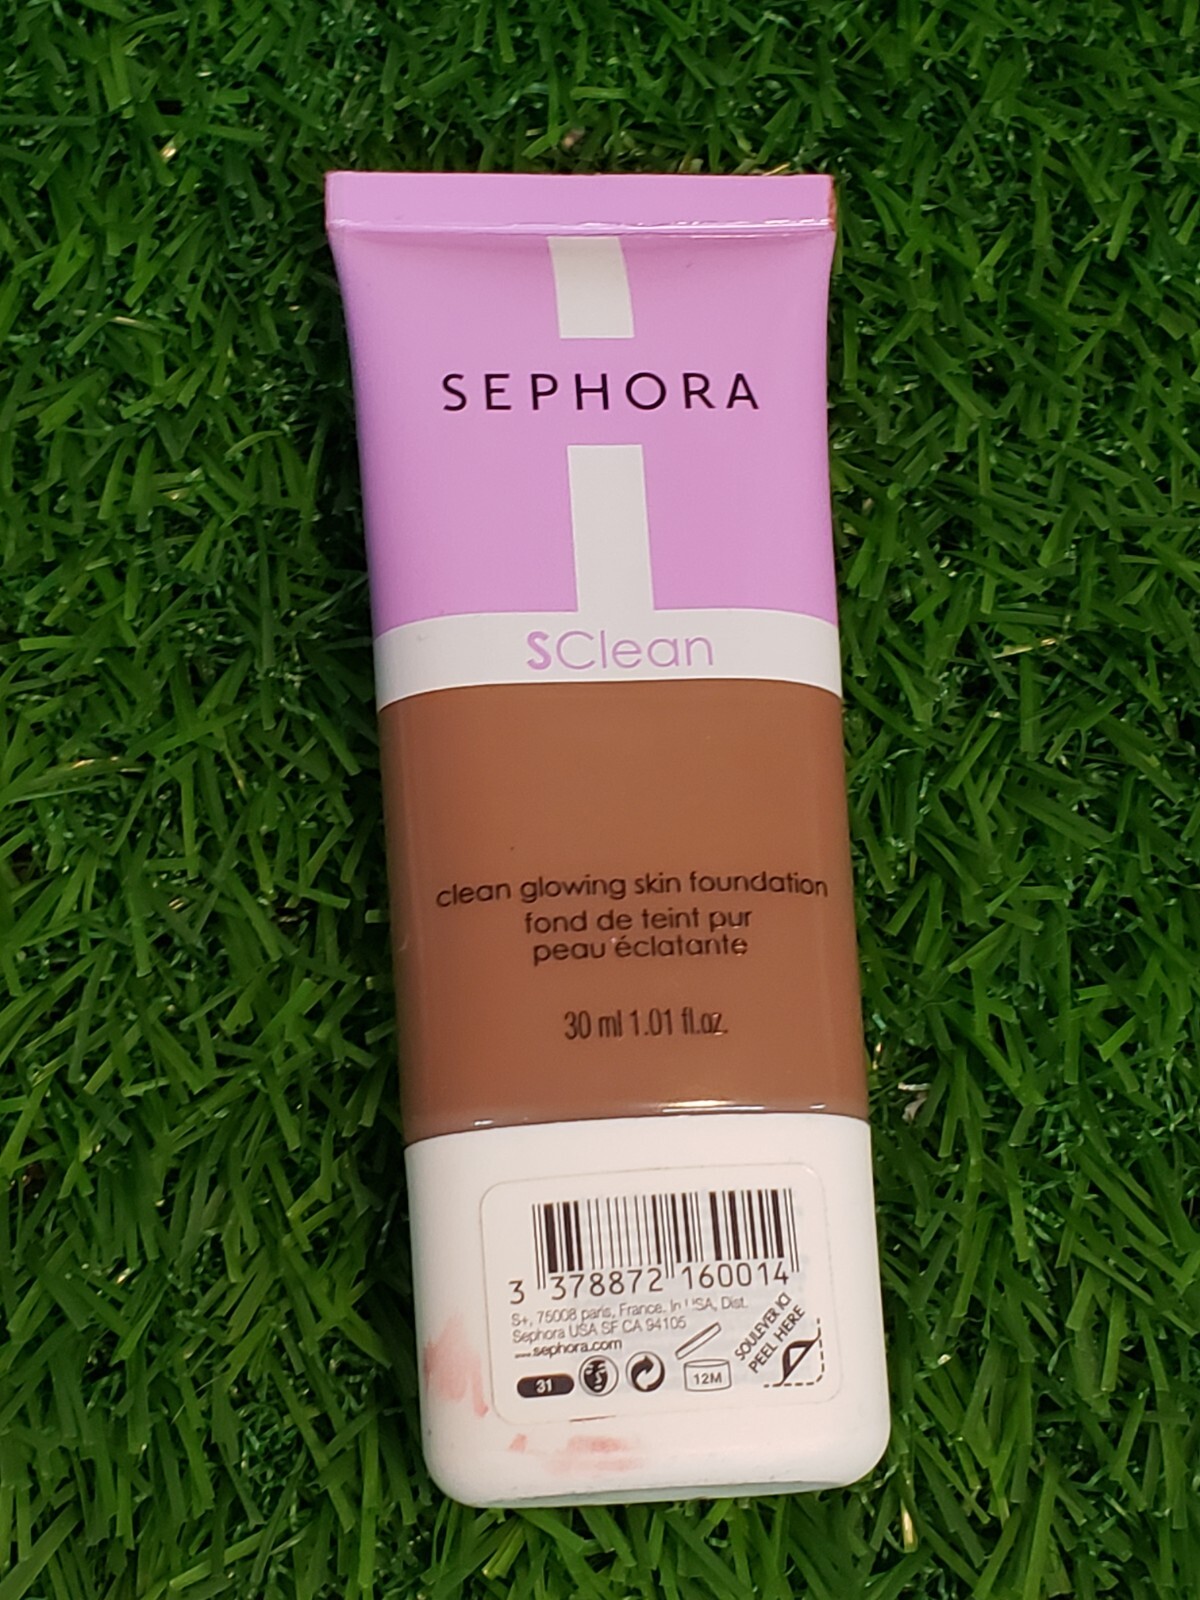 SEPHORA
SClean
clean glowing skin foundation
fond de teint pur
peau éclatante
30 ml 1.01 fl.oz.
3 378872 160014
S+, 75008 paris, France. In USA, Dist.
Sephora USA SF CA 94105
www.sephora.com
SOULEVER ICI
PEEL HERE
31
12M